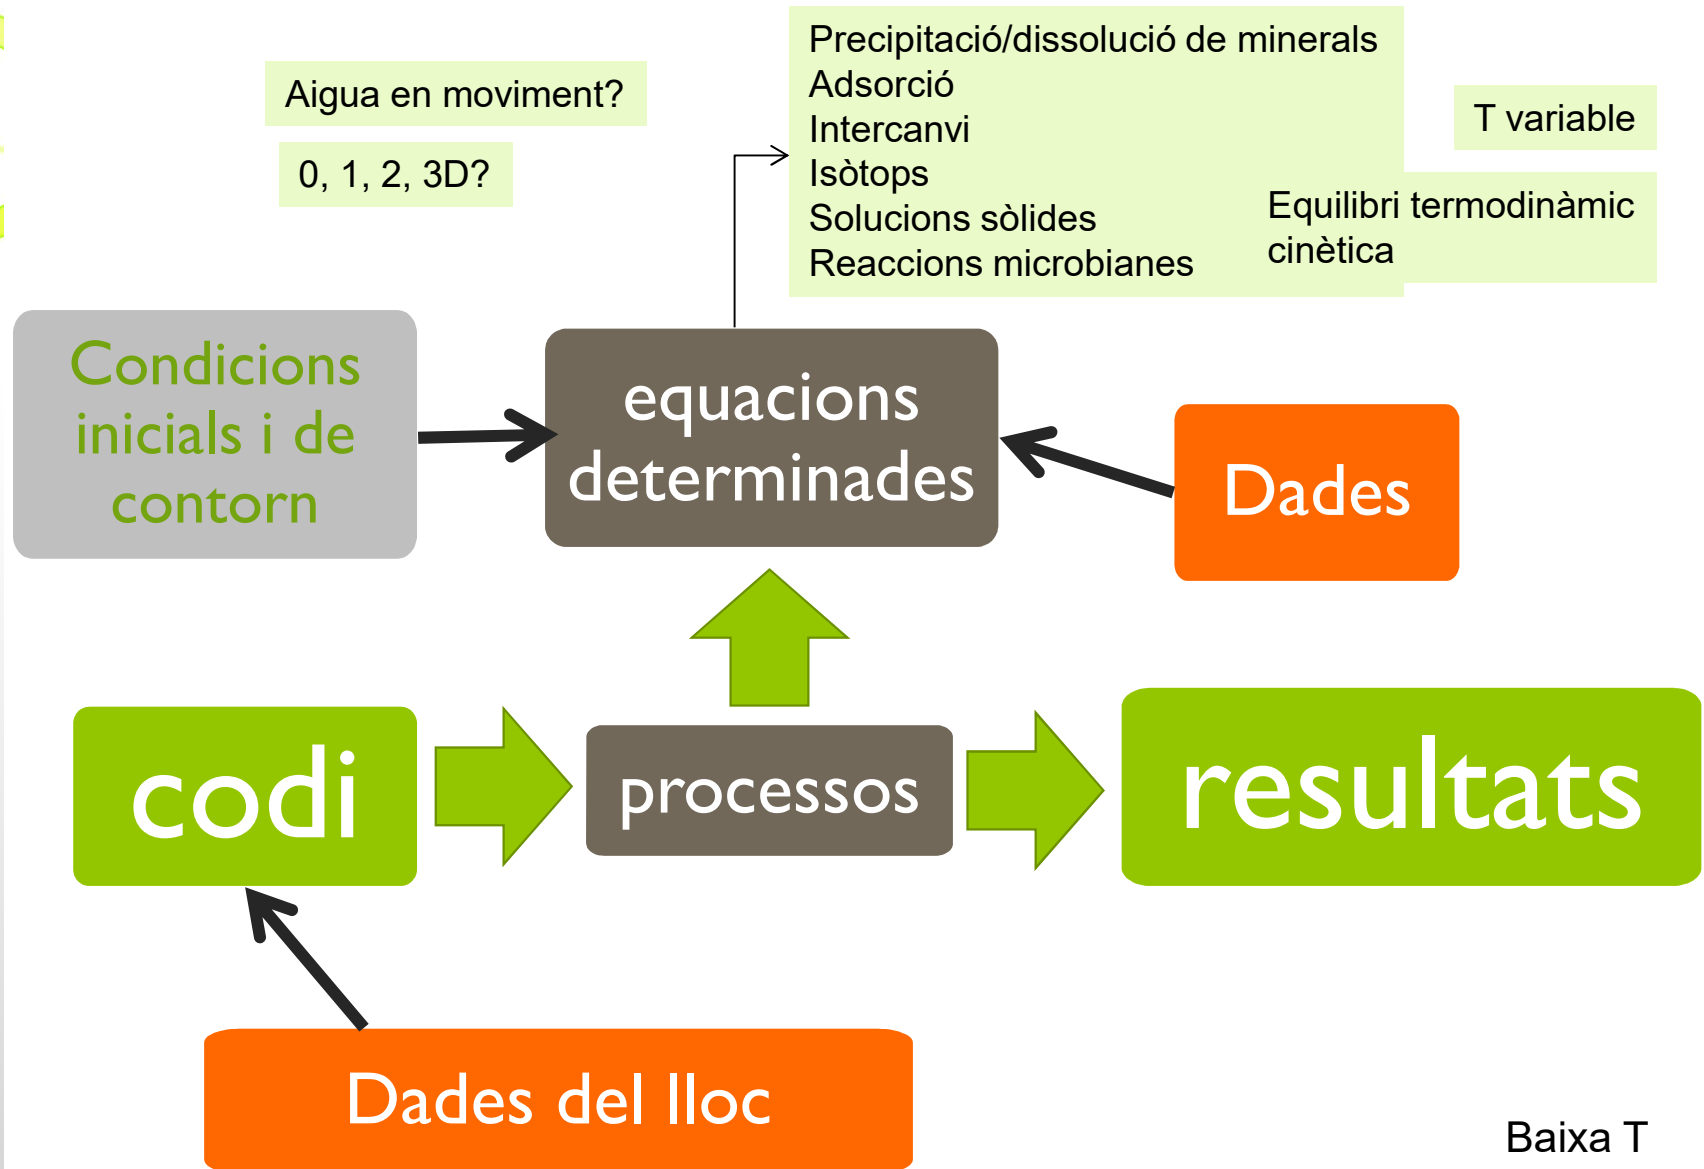 Aigua en moviment?
0, 1, 2, 3D?
Precipitació/dissolució de minerals
Adsorció
Intercanvi
Isòtops
Solucions sòlides
Reaccions microbianes
T variable
Equilibri termodinàmic
cinètica
Condicions
inicials i de
contorn
equacions
determinades
Dades
codi
processos
resultats
Dades del lloc
Baixa T